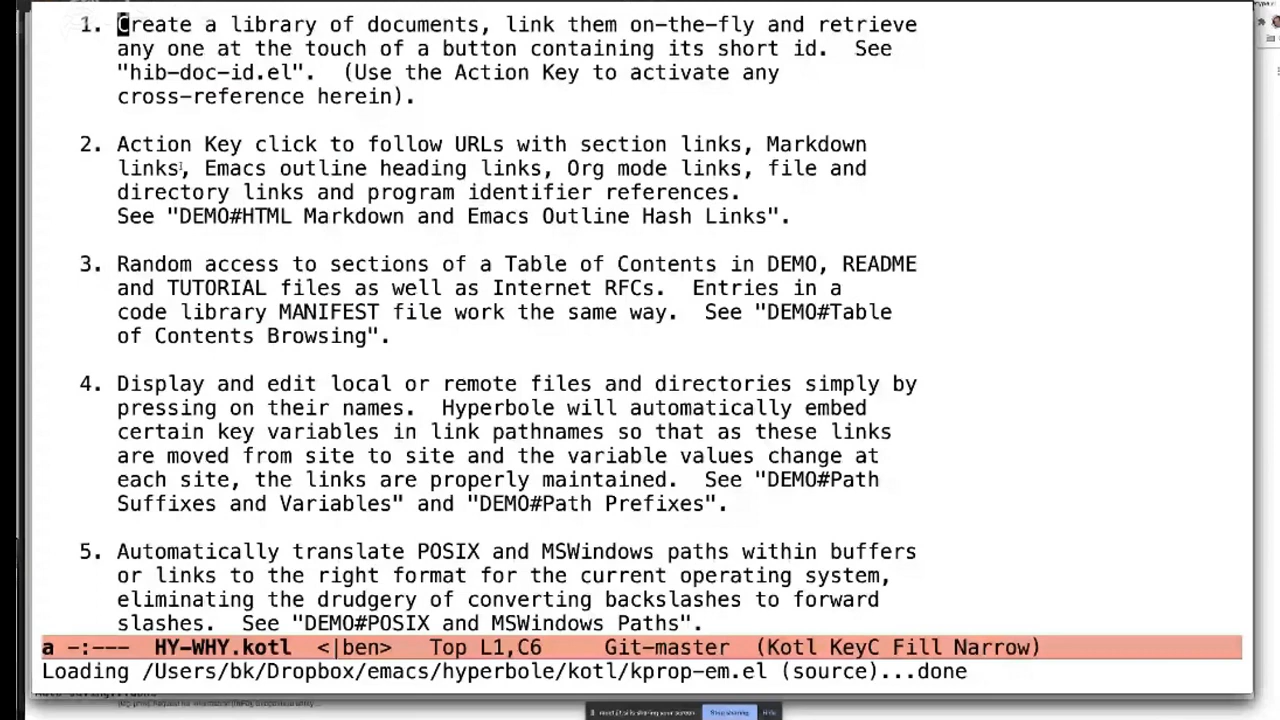 1. Create a library of documents, link them on-the-fly and retrieve
any one at the touch of a button containing its short id.  See
"hib-doc-id.el".  (Use the Action Key to activate any
cross-reference herein).
2. Action Key click to follow URLs with section links, Markdown
links, Emacs outline heading links, Org mode links, file and
directory links and program identifier references.
See "DEMO#HTML Markdown and Emacs Outline Hash Links".
3. Random access to sections of a Table of Contents in DEMO, README
and TUTORIAL files as well as Internet RFCs.  Entries in a
code library MANIFEST file work the same way.  See "DEMO#Table
of Contents Browsing".
4. Display and edit local or remote files and directories simply by
pressing on their names.  Hyperbole will automatically embed
certain key variables in link pathnames so that as these links
are moved from site to site and the variable values change at
each site, the links are properly maintained.  See "DEMO#Path
Suffixes and Variables" and "DEMO#Path Prefixes".
5. Automatically translate POSIX and MSWindows paths within buffers
or links to the right format for the current operating system,
eliminating the drudgery of converting backslashes to forward
slashes.  See "DEMO#POSIX and MSWindows Paths".
a -:---  HY-WHY.kotl  <|ben>  Top L1,C6  Git-master  (Kotl KeyC Fill Narrow)
Loading /Users/bk/Dropbox/emacs/hyperbole/kotl/kprop-em.el (source)...done
is sharing your screen. Stop sharing Hide